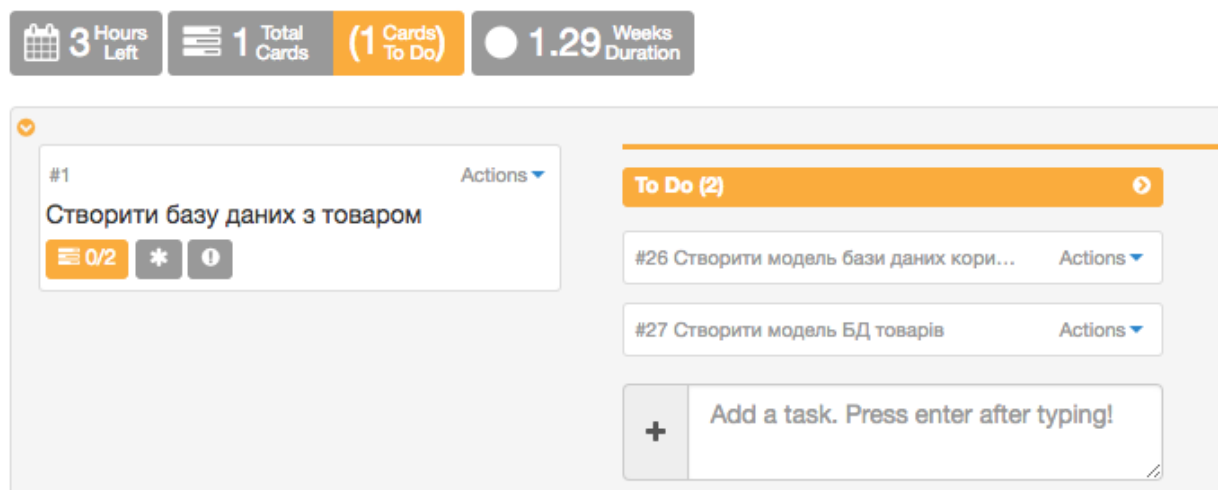 3 Hours Left
1 Total Cards
(1 Cards To Do)
1.29 Weeks Duration
#1 Actions
Створити базу даних з товаром
0/2
To Do (2)
#26 Створити модель бази даних кори... Actions
#27 Створити модель БД товарів Actions
Add a task. Press enter after typing!